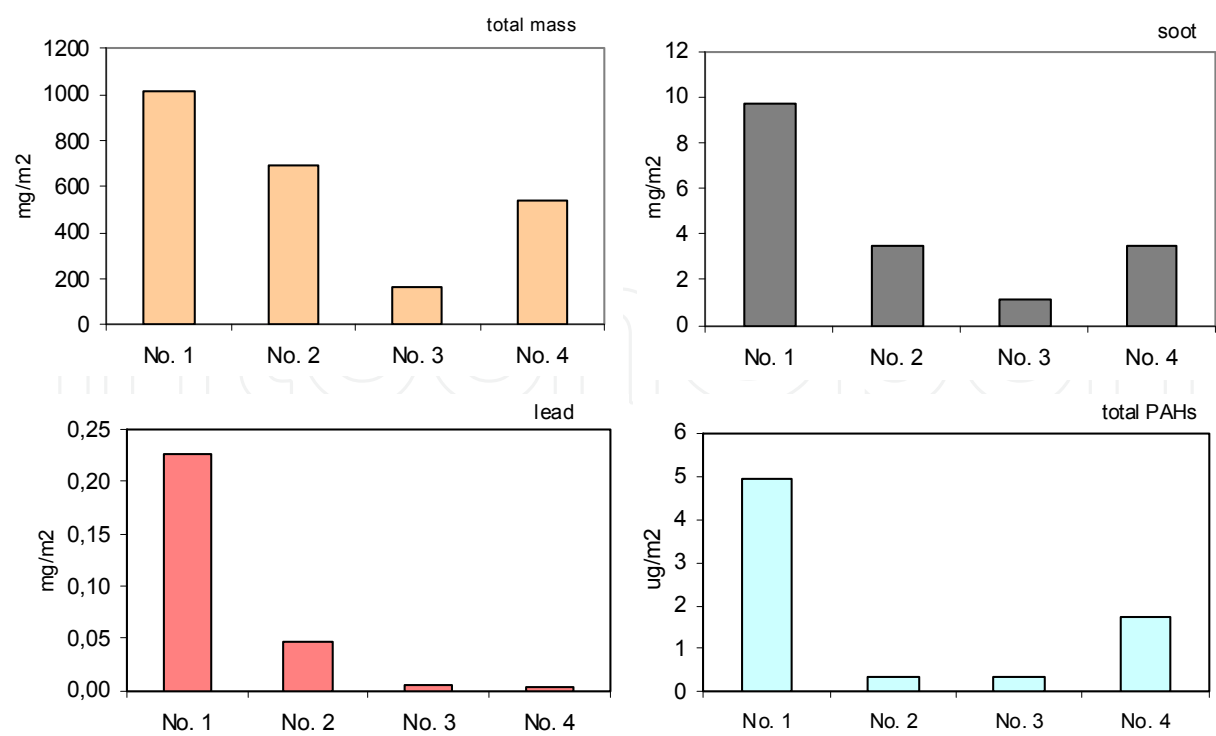 total mass
1200
1000
800
600
400
200
0
mg/m2
No. 1 No. 2 No. 3 No. 4
soot
12
10
8
6
4
2
0
mg/m2
No. 1 No. 2 No. 3 No. 4
lead
0,25
0,20
0,15
0,10
0,05
0,00
mg/m2
No. 1 No. 2 No. 3 No. 4
total PAHs
6
5
4
3
2
1
0
ug/m2
No. 1 No. 2 No. 3 No. 4